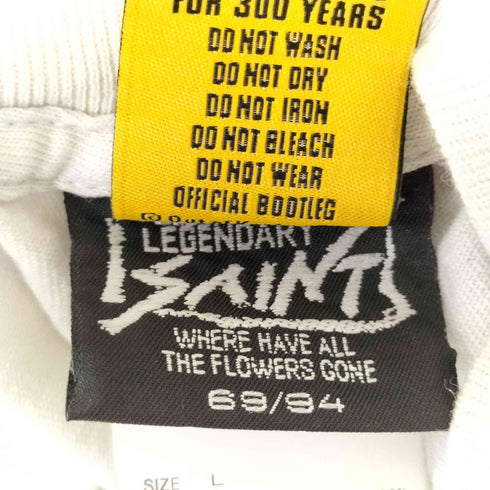 FOR 300 YEARS
DO NOT WASH
DO NOT DRY
DO NOT IRON
DO NOT BLEACH
DO NOT WEAR
OFFICIAL BOOTLEG
LEGENDARY
SAINT
WHERE HAVE ALL
THE FLOWERS GONE
69/94
SIZE L